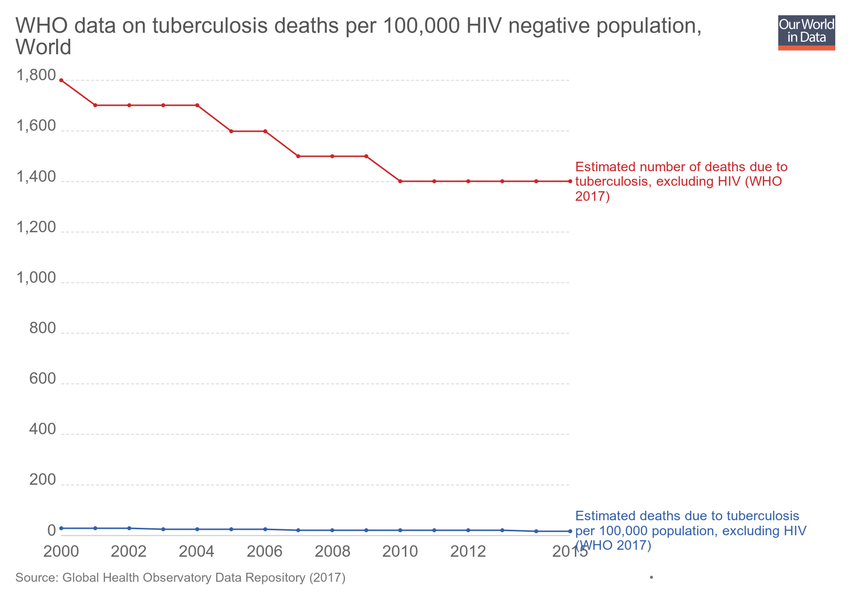 WHO data on tuberculosis deaths per 100,000 HIV negative population,
World
Our World
in Data
1,800
1,600
1,400
1,200
1,000
800
600
400
200
0
Estimated number of deaths due to
tuberculosis, excluding HIV (WHO
2017)
Estimated deaths due to tuberculosis
per 100,000 population, excluding HIV
(WHO 2017)
2000 2002 2004 2006 2008 2010 2012 2015
Source: Global Health Observatory Data Repository (2017)